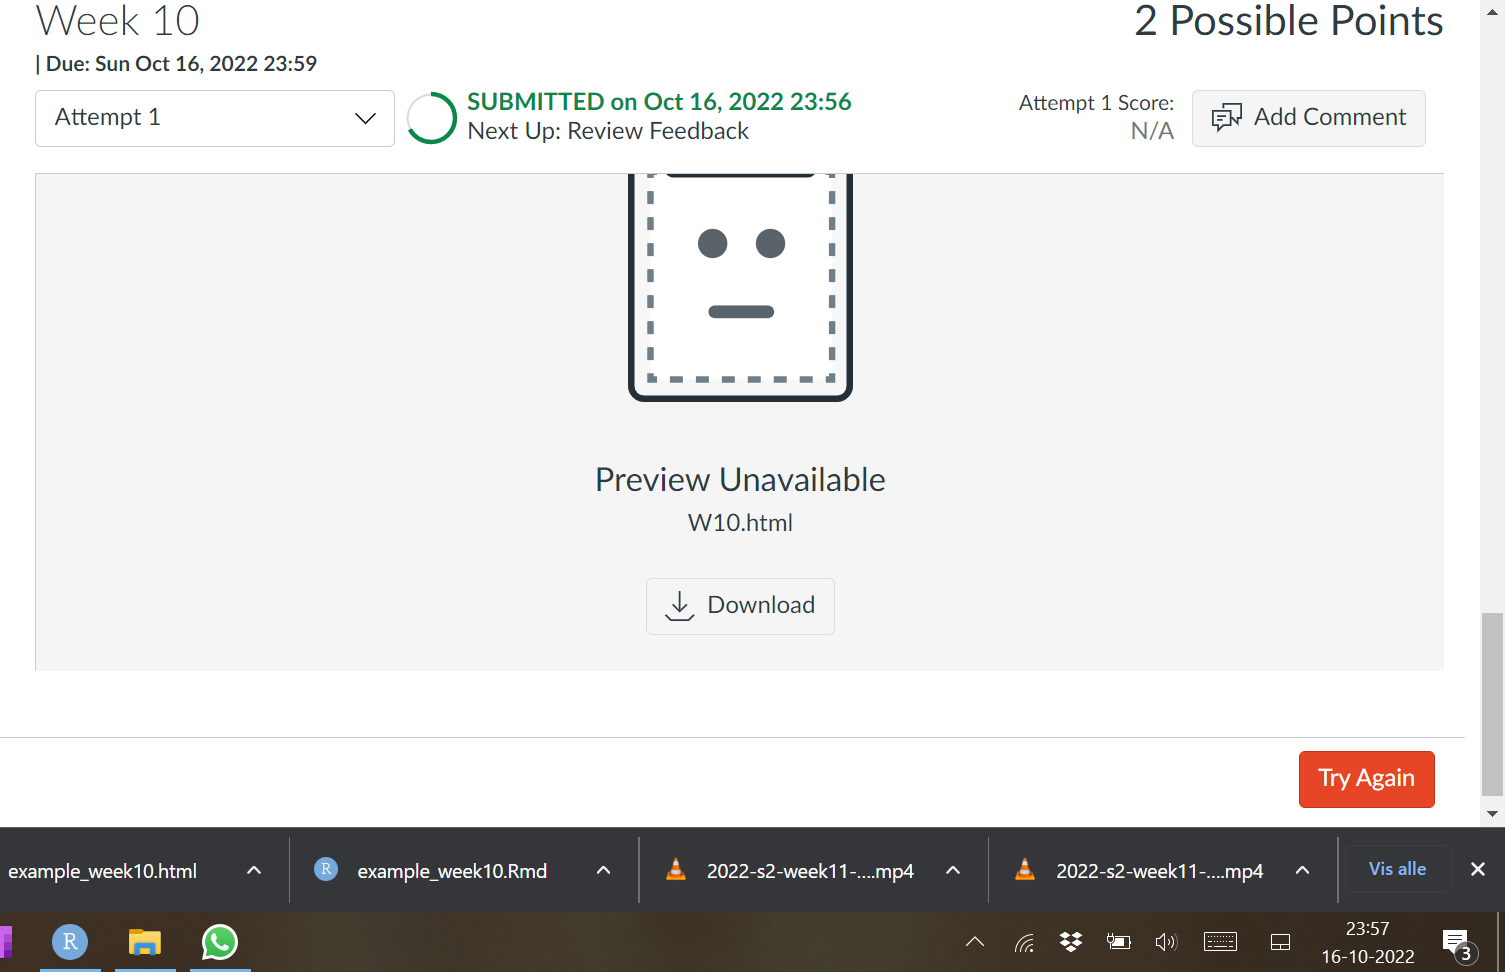 Week 10
2 Possible Points
| Due: Sun Oct 16, 2022 23:59
Attempt 1
SUBMITTED on Oct 16, 2022 23:56
Next Up: Review Feedback
Attempt 1 Score:
N/A
Add Comment
Preview Unavailable
W10.html
Download
Try Again
example_week10.html
R
example_week10.Rmd
2022-s2-week11-....mp4
2022-s2-week11-....mp4
Vis alle
R
23:57
16-10-2022
3